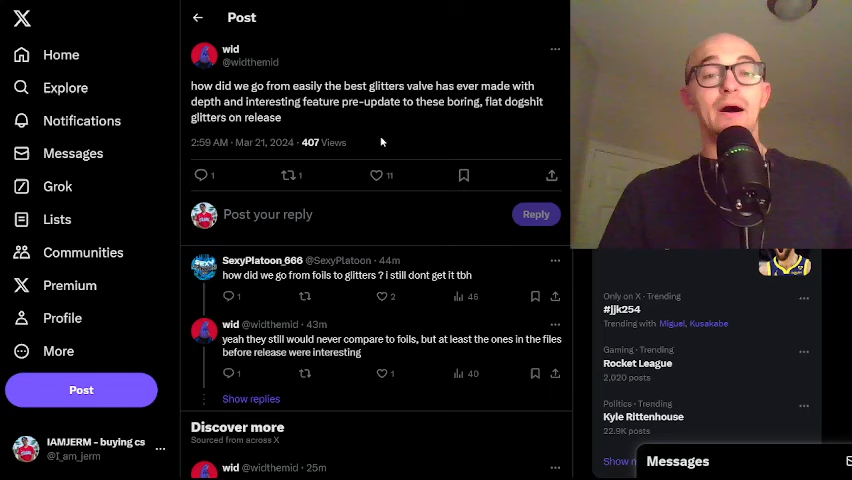 Home
Explore
Notifications
Messages
Grok
Lists
Communities
Premium
Profile
More
Post
IAMJERM - buying cs
@I_am_jerm
Post
wid
@widthemid
how did we go from easily the best glitters valve has ever made with
depth and interesting feature pre-update to these boring, flat dogshit
glitters on release
2:59 AM · Mar 21, 2024 · 407 Views
1
1
11
Post your reply
Reply
SexyPlatoon_666 @SexyPlatoon · 44m
how did we go from foils to glitters ? i still dont get it tbh
1
2
46
wid @widthemid · 43m
yeah they still would never compare to foils, but at least the ones in the files
before release were interesting
1
1
40
Show replies
Discover more
Sourced from across X
wid @widthemid · 25m
Only on X · Trending
#jjk254
Trending with Miguel, Kusakabe
Gaming · Trending
Rocket League
2,020 posts
Politics · Trending
Kyle Rittenhouse
22.9K posts
Show
Messages